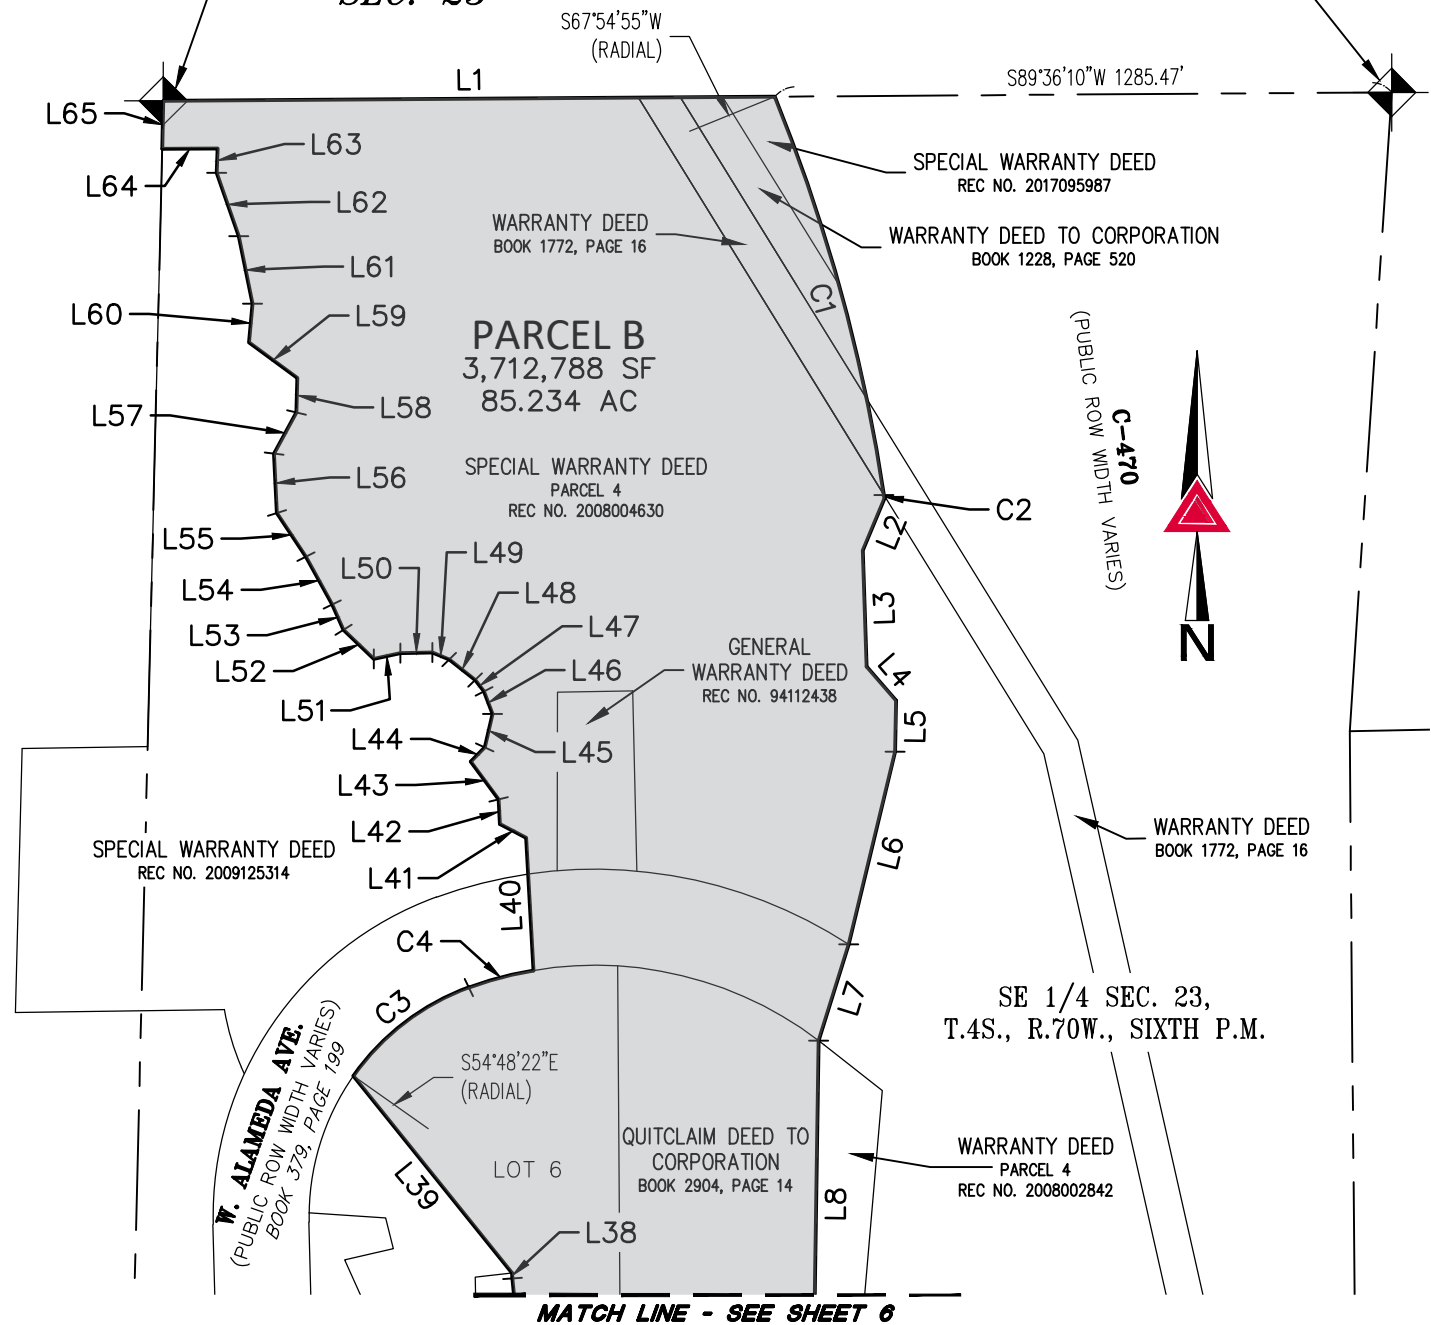 SEC. 23
S67°54'55"W
(RADIAL)
L1
S89°36'10"W 1285.47'
L65
L63
L64
SPECIAL WARRANTY DEED
REC NO. 2017095987
L62
WARRANTY DEED
BOOK 1772, PAGE 16
WARRANTY DEED TO CORPORATION
BOOK 1228, PAGE 520
L61
C1
L60
L59
PARCEL B
3,712,788 SF
85.234 AC
C-470
(PUBLIC ROW WIDTH VARIES)
L58
L57
SPECIAL WARRANTY DEED
PARCEL 4
REC NO. 2008004630
L56
C2
L2
L55
L50
L49
L54
L48
L3
L53
L47
N
L52
L46
GENERAL
WARRANTY DEED
REC NO. 94112438
L4
L51
L5
L44
L45
L43
L42
WARRANTY DEED
BOOK 1772, PAGE 16
SPECIAL WARRANTY DEED
REC NO. 2009125314
L6
L41
L40
C4
L7
SE 1/4 SEC. 23,
T.4S., R.70W., SIXTH P.M.
C3
W. ALAMEDA AVE.
(PUBLIC ROW WIDTH VARIES)
BOOK 379, PAGE 199
S54°48'22"E
(RADIAL)
QUITCLAIM DEED TO
CORPORATION
BOOK 2904, PAGE 14
WARRANTY DEED
PARCEL 4
REC NO. 2008002842
LOT 6
L39
L8
L38
MATCH LINE - SEE SHEET 6